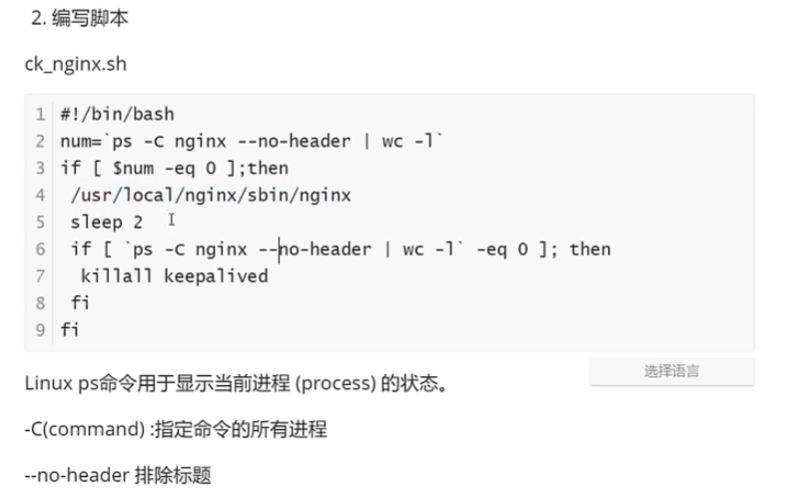 2. 编写脚本
ck_nginx.sh
1 #!/bin/bash
2 num=`ps -C nginx --no-header | wc -l`
3 if [ $num -eq 0 ];then
4 /usr/local/nginx/sbin/nginx
5 sleep 2
6 if [ `ps -C nginx --no-header | wc -l` -eq 0 ]; then
7 killall keepalived
8 fi
9 fi
选择语言
Linux ps命令用于显示当前进程 (process) 的状态。
-C(command) :指定命令的所有进程
--no-header 排除标题